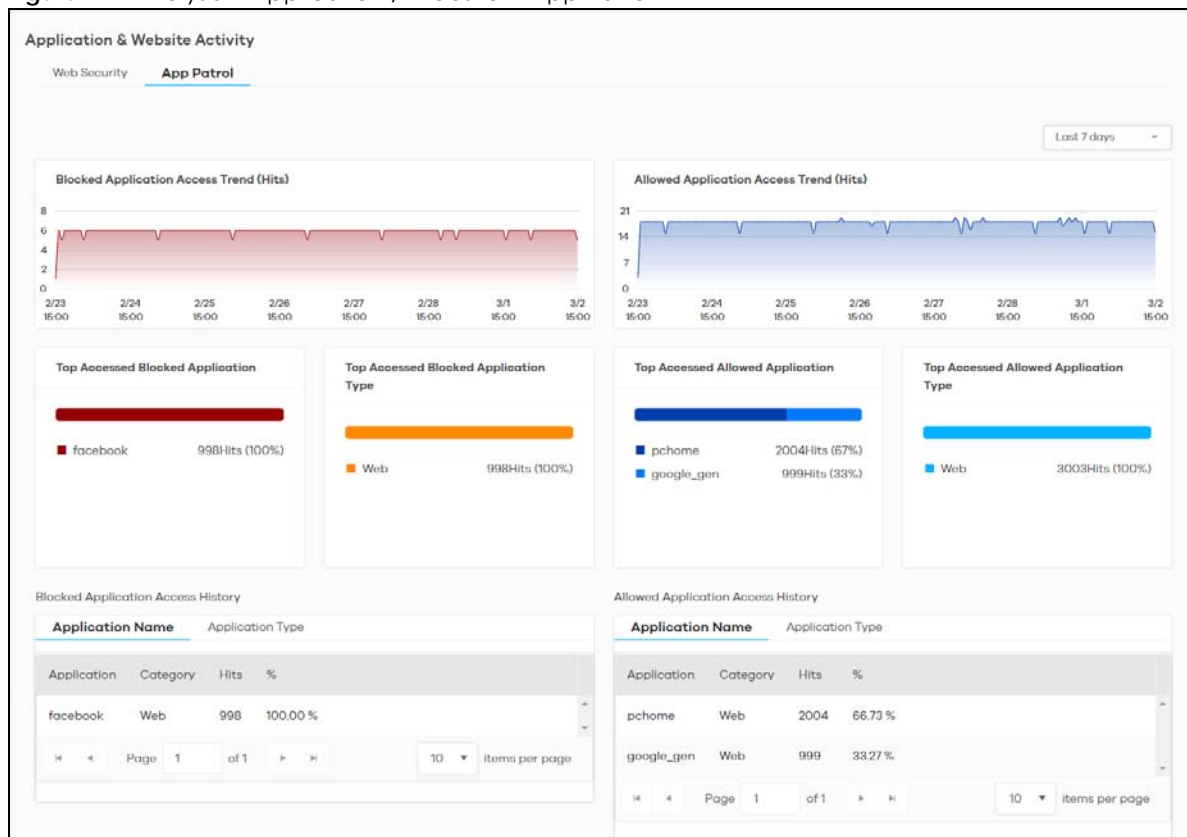 Application & Website Activity
Web Security App Patrol
Last 7 days
Blocked Application Access Trend (Hits)
8
6
4
2
0
2/23 2/24 2/25 2/26 2/27 2/28 3/1 3/2
15:00 15:00 15:00 15:00 15:00 15:00 15:00 15:00
Allowed Application Access Trend (Hits)
21
14
7
0
2/23 2/24 2/25 2/26 2/27 2/28 3/1 3/2
15:00 15:00 15:00 15:00 15:00 15:00 15:00 15:00
Top Accessed Blocked Application
facebook 998Hits (100%)
Top Accessed Blocked Application
Type
Web 998Hits (100%)
Top Accessed Allowed Application
pchome 2004Hits (67%)
google_gen 999Hits (33%)
Top Accessed Allowed Application
Type
Web 3003Hits (100%)
Blocked Application Access History
Application Name Application Type
Application Category Hits %
facebook Web 998 100.00 %
Page 1 of 1 10 items per page
Allowed Application Access History
Application Name Application Type
Application Category Hits %
pchome Web 2004 66.73 %
google_gen Web 999 33.27 %
Page 1 of 1 10 items per page